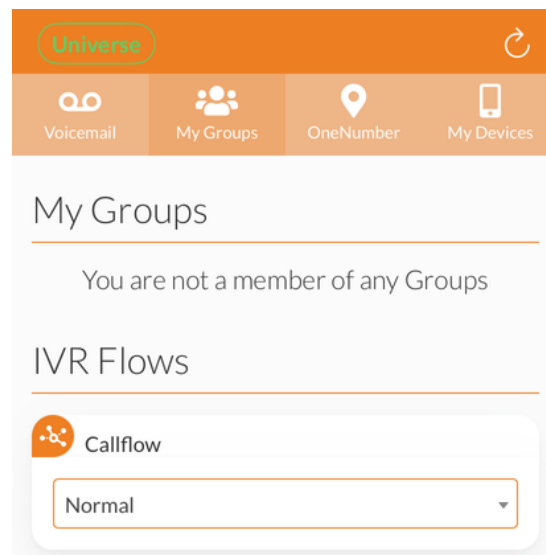 Universe
Voicemail
My Groups
OneNumber
My Devices
My Groups
You are not a member of any Groups
IVR Flows
Callflow
Normal